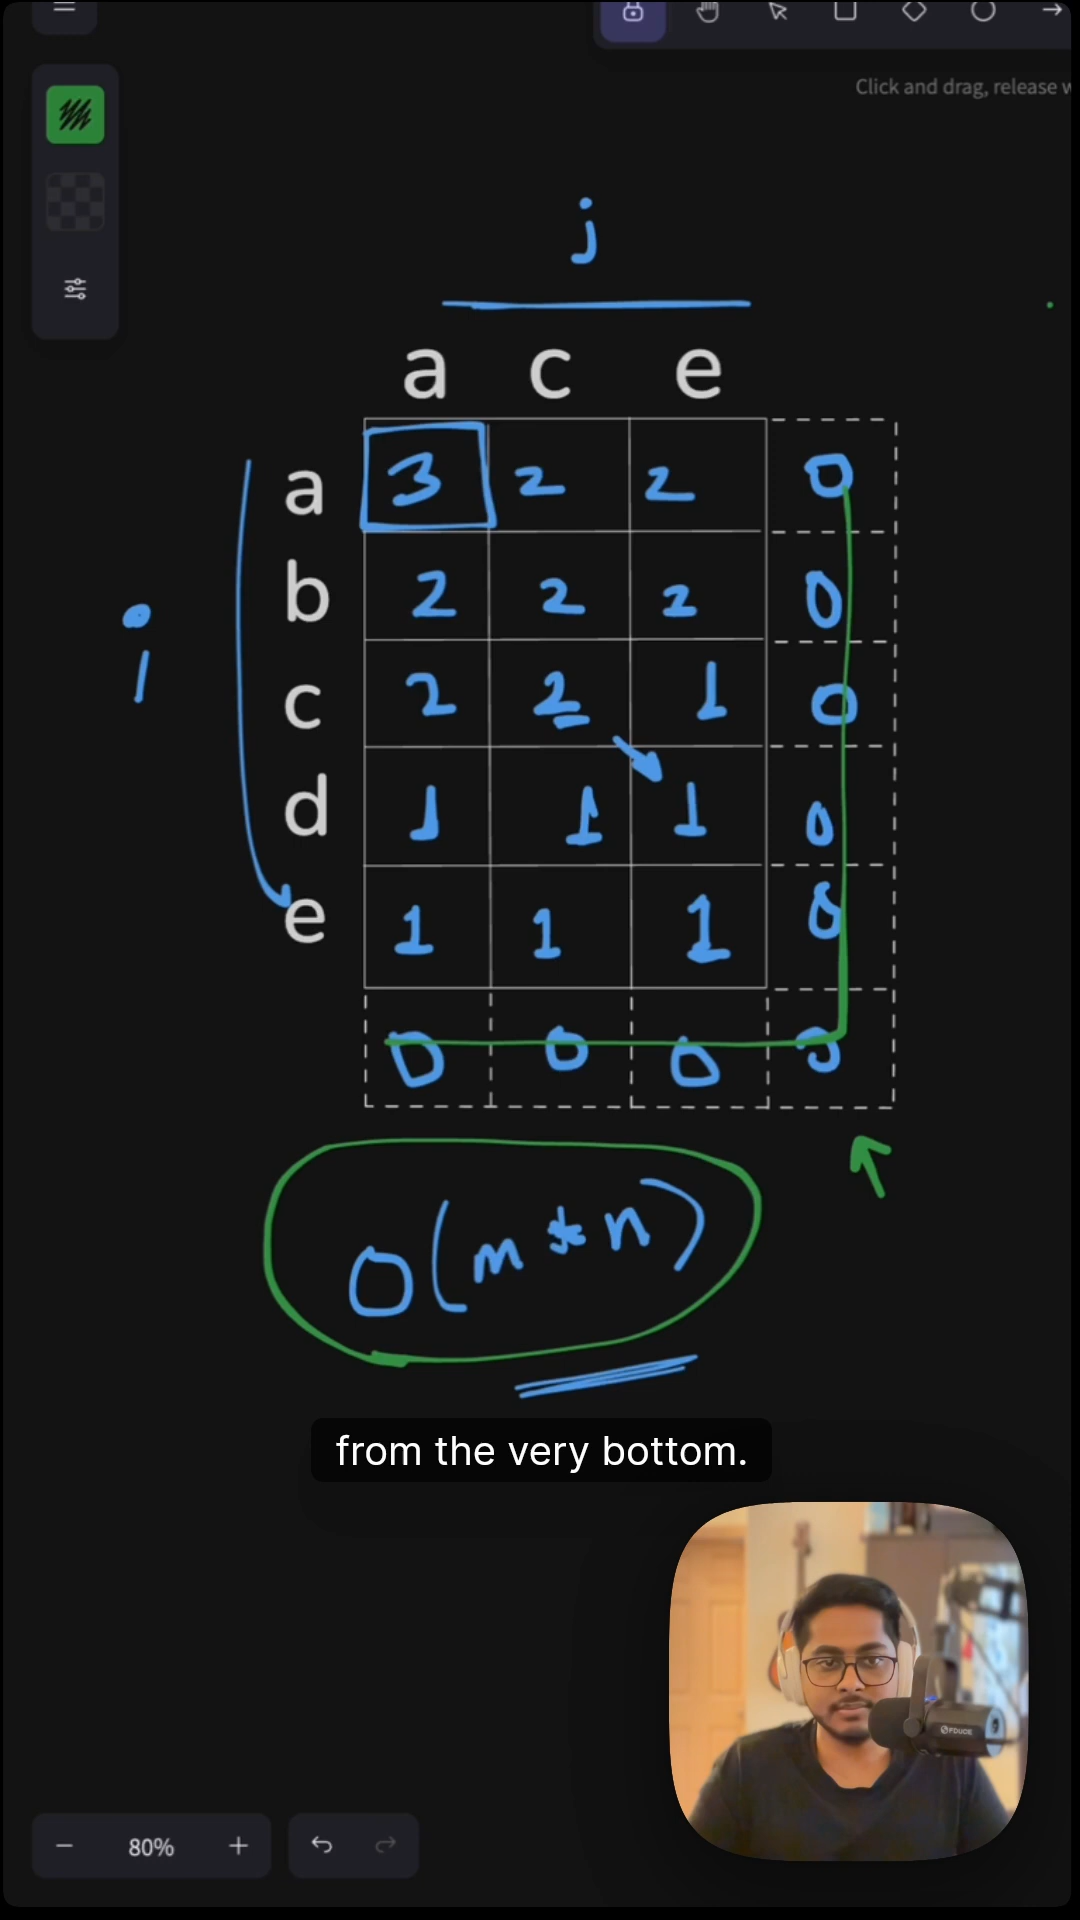 Click and drag, release w
j
a c e
a 3 2 2 0
b 2 2 2 0
i
c 2 2 1 0
d 1 1 1 0
e 1 1 1 0
0 0 0 0
O(m*n)
from the very bottom.
FDUCE
80%